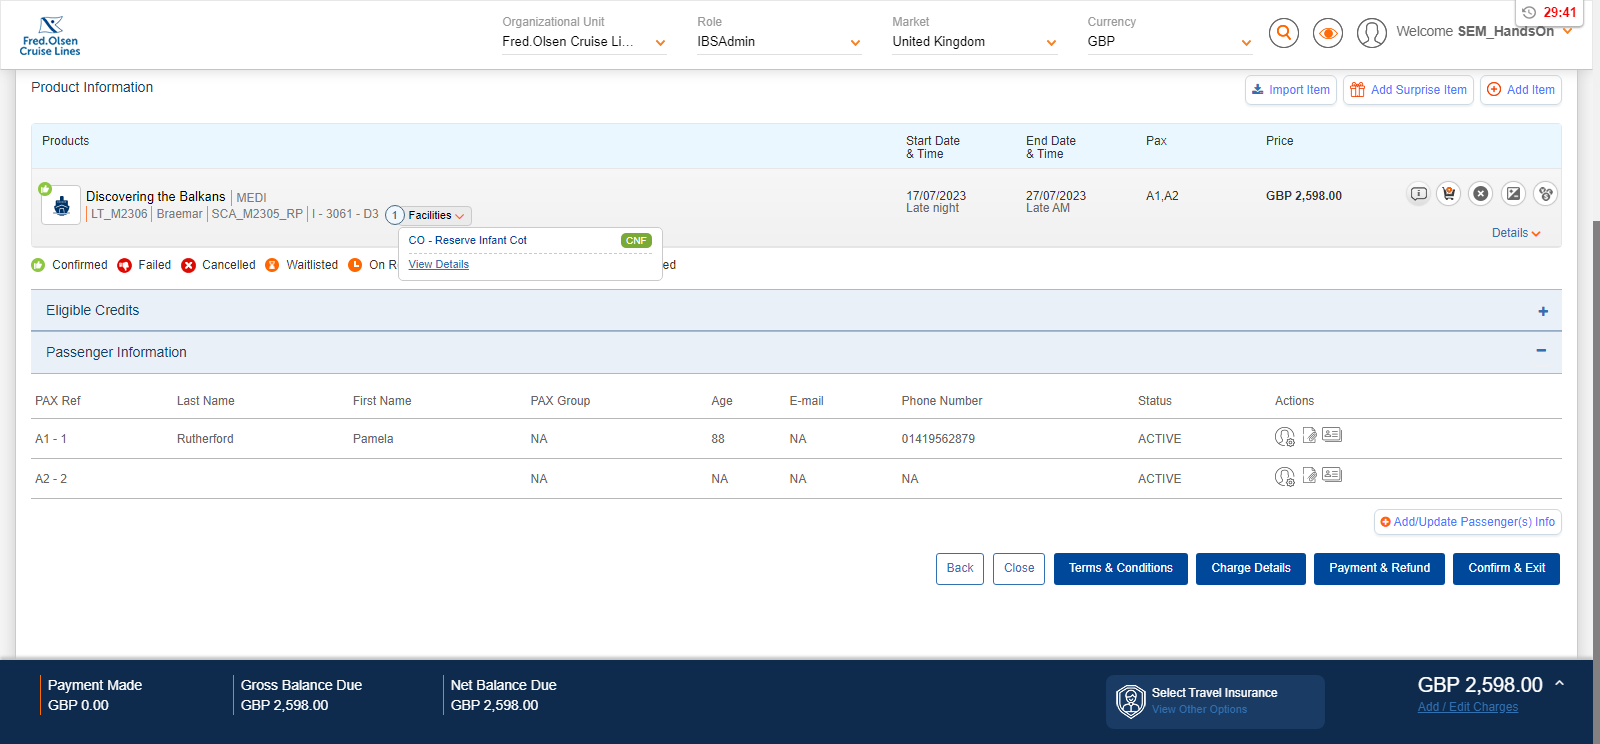 Fred.Olsen
Cruise Lines
Organizational Unit
Fred.Olsen Cruise Li...
Role
IBSAdmin
Market
United Kingdom
Currency
GBP
Welcome SEM_HandsOn
29:41
Product Information
Import Item
Add Surprise Item
Add Item
Products
Start Date
& Time
End Date
& Time
Pax
Price
Discovering the Balkans | MEDI
LT_M2306 | Braemar | SCA_M2305_RP | I - 3061 - D3
1 Facilities
17/07/2023
Late night
27/07/2023
Late AM
A1,A2
GBP 2,598.00
Details
CO - Reserve Infant Cot CNF
View Details
Confirmed
Failed
Cancelled
Waitlisted
On R
ed
Eligible Credits
Passenger Information
PAX Ref Last Name First Name PAX Group Age E-mail Phone Number Status Actions
A1 - 1 Rutherford Pamela NA 88 NA 01419562879 ACTIVE
A2 - 2 NA NA NA NA ACTIVE
Add/Update Passenger(s) Info
Back
Close
Terms & Conditions
Charge Details
Payment & Refund
Confirm & Exit
Payment Made
GBP 0.00
Gross Balance Due
GBP 2,598.00
Net Balance Due
GBP 2,598.00
Select Travel Insurance
View Other Options
GBP 2,598.00
Add / Edit Charges